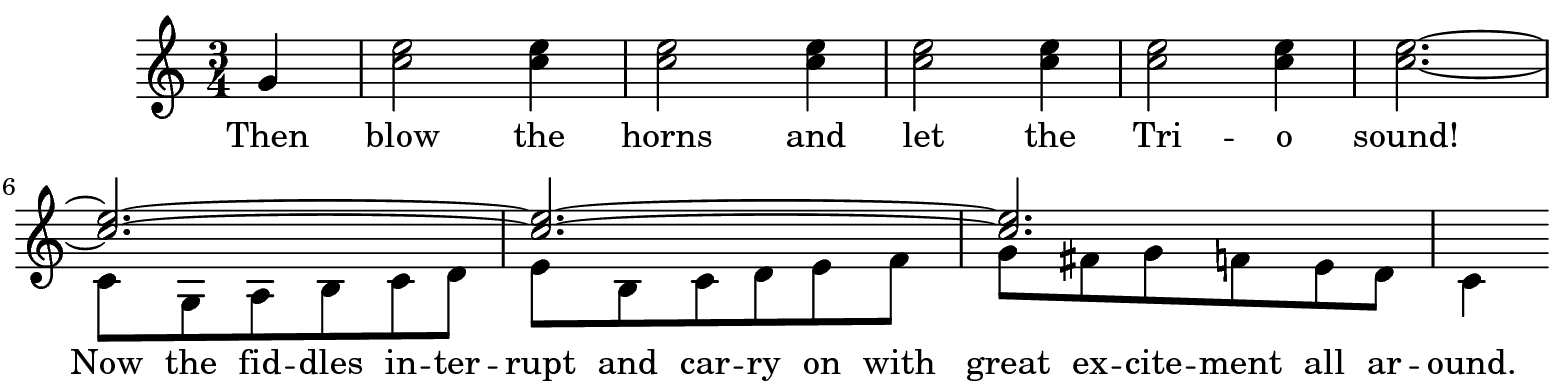 3
4
Then blow the horns and let the Tri - o sound!
6
Now the fid - dles in - ter - rupt and car - ry on with great ex - cite - ment all ar - ound.